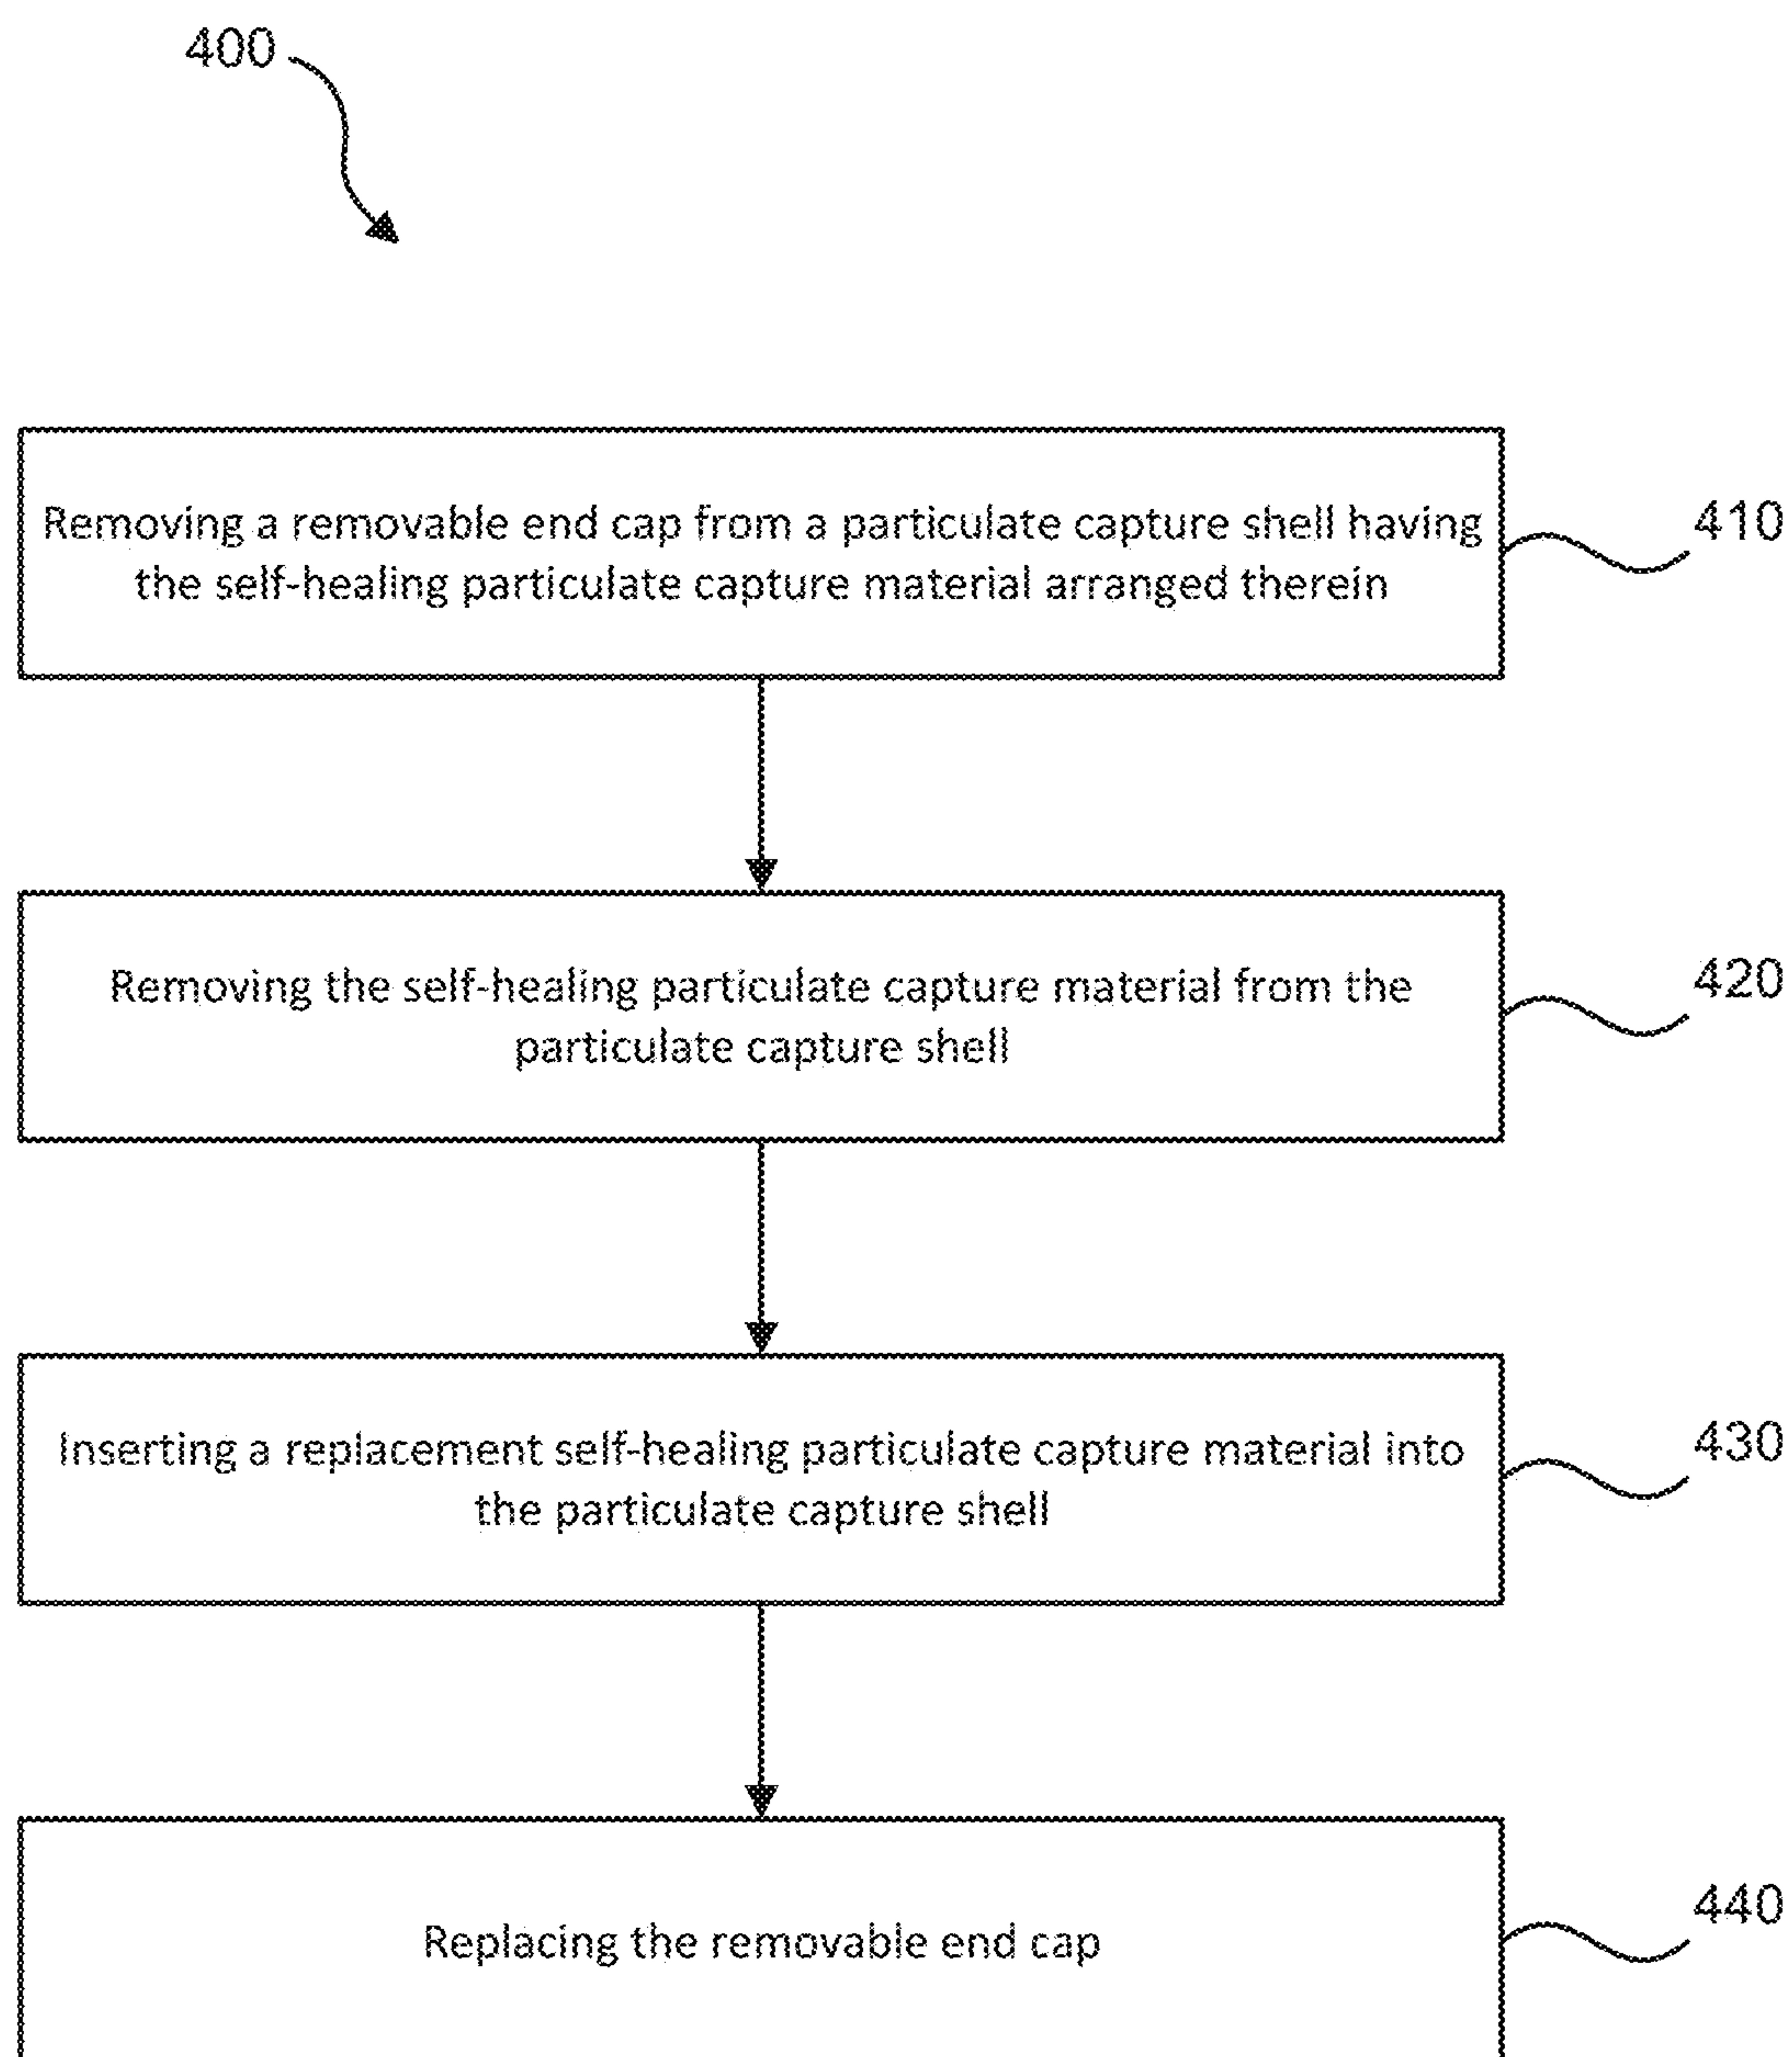 400
Removing a removable end cap from a particulate capture shell having
the self-healing particulate capture material arranged therein
410
Removing the self-healing particulate capture material from the
particulate capture shell
420
Inserting a replacement self-healing particulate capture material into
the particulate capture shell
430
Replacing the removable end cap
440